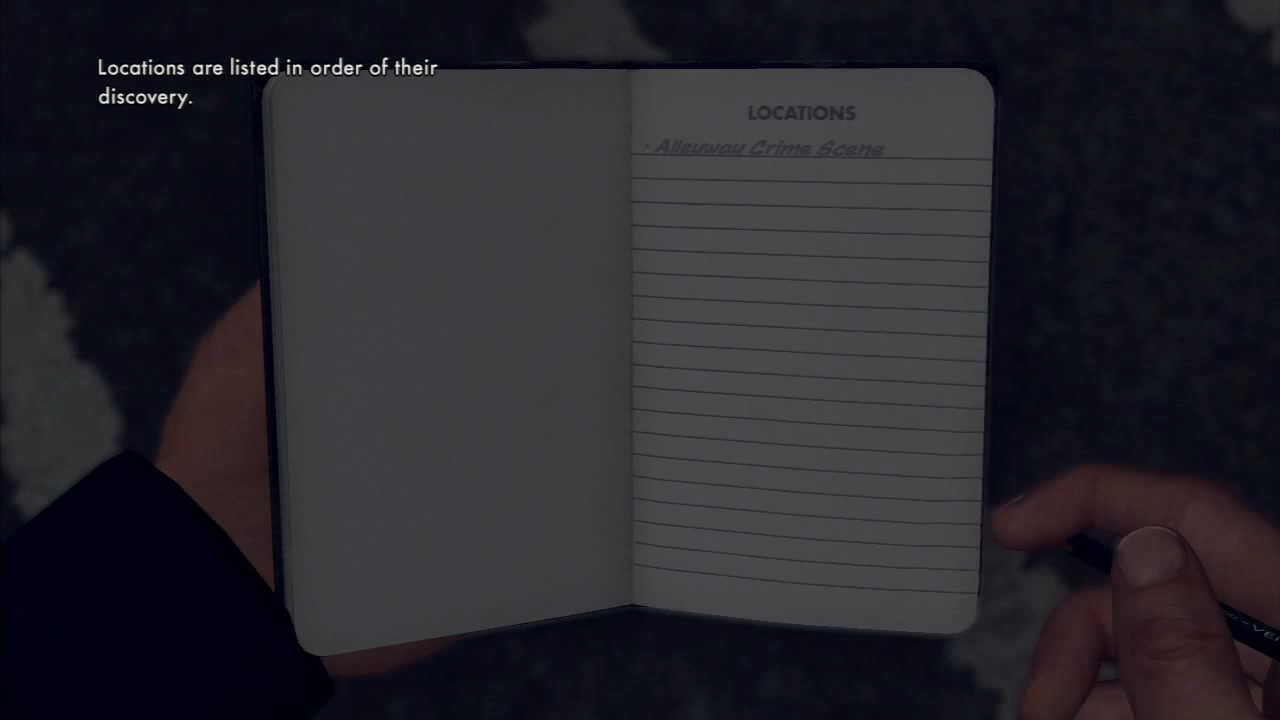 Locations are listed in order of their
discovery.
LOCATIONS
- Alleyway Crime Scene